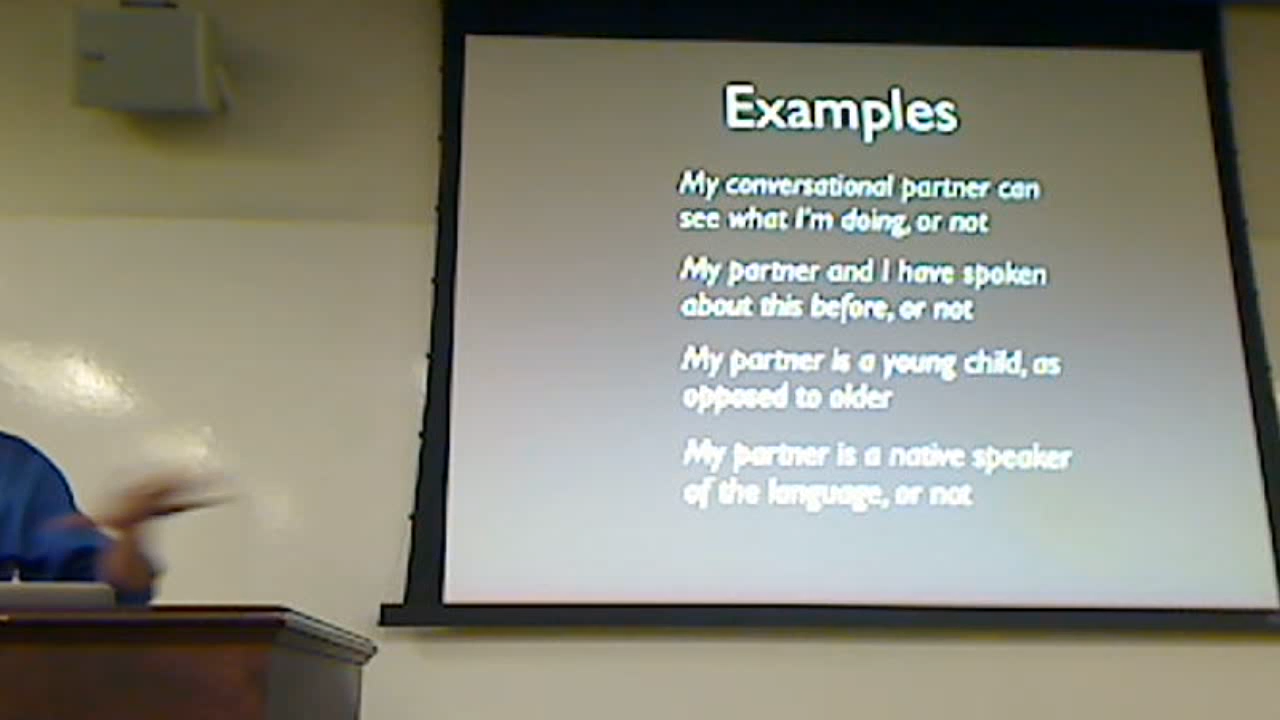 Examples
My conversational partner can
see what I'm doing, or not
My partner and I have spoken
about this before, or not
My partner is a young child, as
opposed to older
My partner is a native speaker
of the language, or not